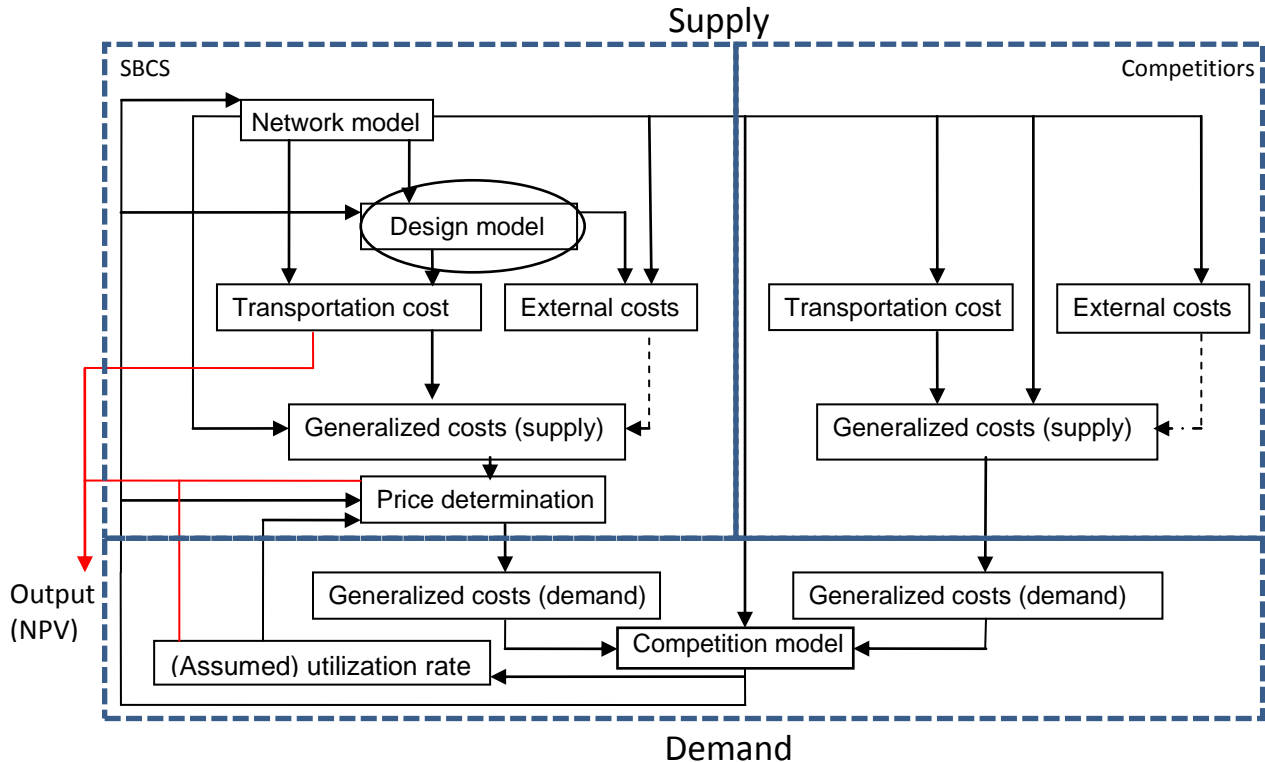 Supply
SBCS
Competitiors
Network model
Design model
Transportation cost
External costs
Transportation cost
External costs
Generalized costs (supply)
Generalized costs (supply)
Price determination
Output
(NPV)
Generalized costs (demand)
Generalized costs (demand)
Competition model
(Assumed) utilization rate
Demand